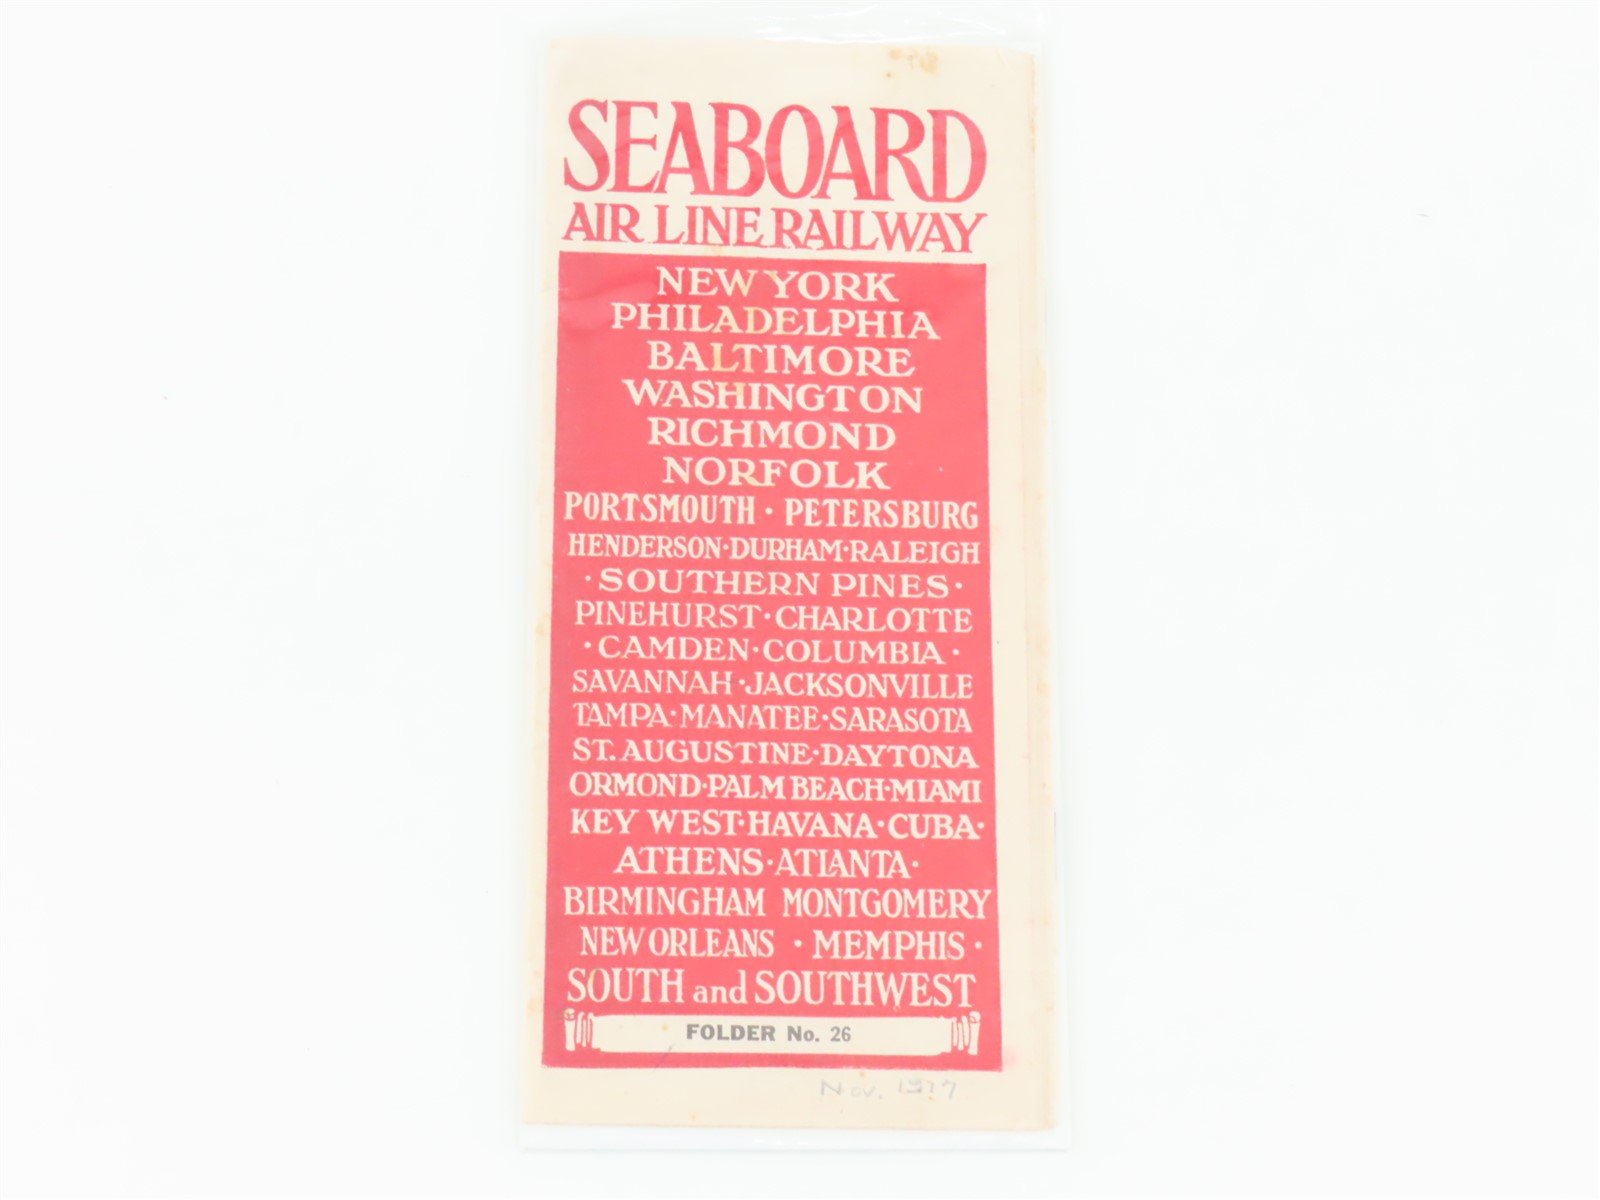 SEABOARD
AIR LINE RAILWAY
NEW YORK
PHILADELPHIA
BALTIMORE
WASHINGTON
RICHMOND
NORFOLK
PORTSMOUTH · PETERSBURG
HENDERSON·DURHAM·RALEIGH
·SOUTHERN PINES·
PINEHURST·CHARLOTTE
·CAMDEN·COLUMBIA·
SAVANNAH·JACKSONVILLE
TAMPA·MANATEE·SARASOTA
ST. AUGUSTINE·DAYTONA
ORMOND·PALM BEACH·MIAMI
KEY WEST·HAVANA·CUBA·
ATHENS·ATLANTA·
BIRMINGHAM MONTGOMERY
NEW ORLEANS · MEMPHIS ·
SOUTH and SOUTHWEST
FOLDER No. 26
Nov. 1917